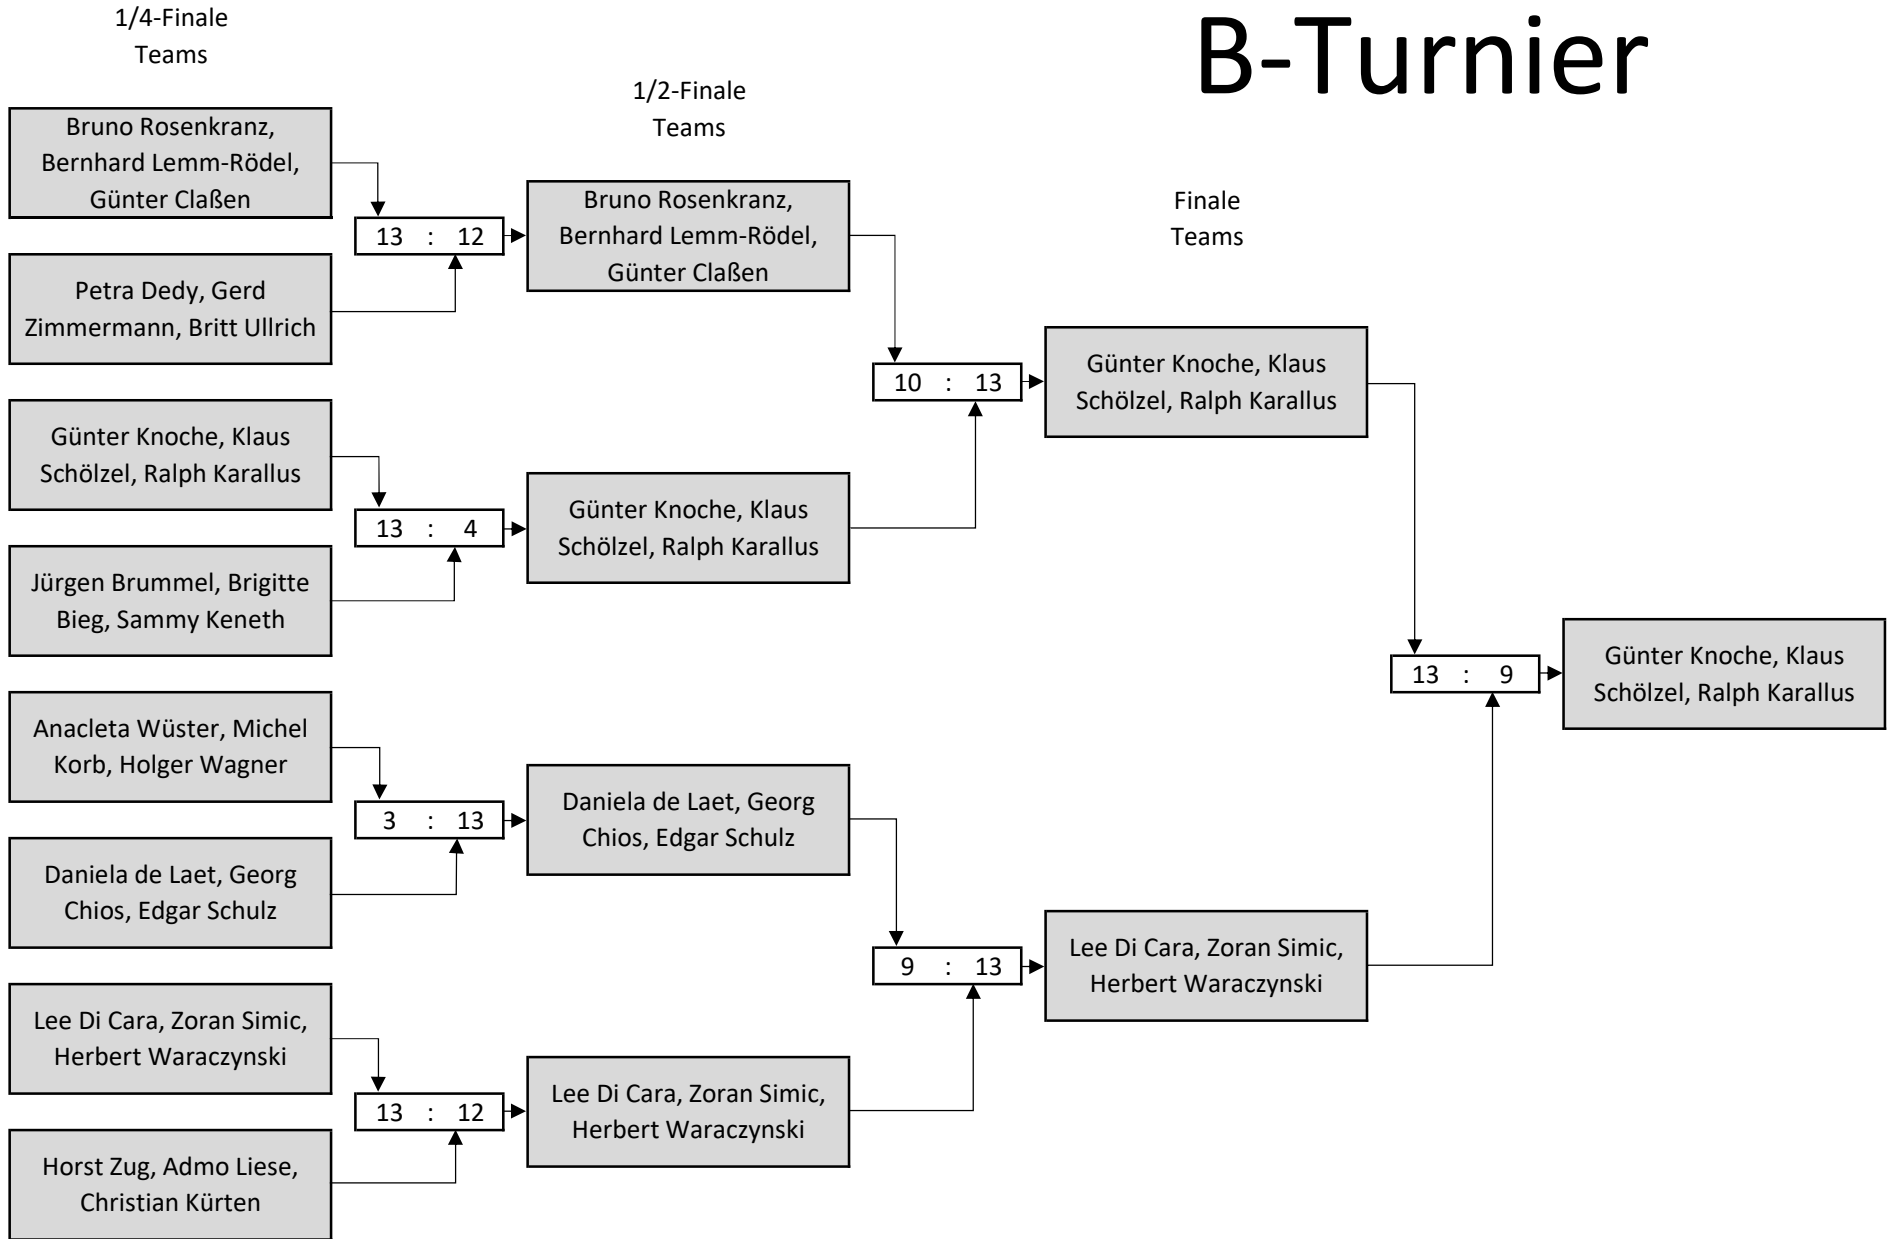 B-Turnier
1/4-Finale
Teams
Bruno Rosenkranz,
Bernhard Lemm-Rödel,
Günter Claßen
13 : 12
Petra Dedy, Gerd
Zimmermann, Britt Ullrich
Günter Knoche, Klaus
Schölzel, Ralph Karallus
13 : 4
Jürgen Brummel, Brigitte
Bieg, Sammy Keneth
Anacleta Wüster, Michel
Korb, Holger Wagner
3 : 13
Daniela de Laet, Georg
Chios, Edgar Schulz
Lee Di Cara, Zoran Simic,
Herbert Waraczynski
13 : 12
Horst Zug, Admo Liese,
Christian Kürten
1/2-Finale
Teams
Bruno Rosenkranz,
Bernhard Lemm-Rödel,
Günter Claßen
10 : 13
Günter Knoche, Klaus
Schölzel, Ralph Karallus
Daniela de Laet, Georg
Chios, Edgar Schulz
9 : 13
Lee Di Cara, Zoran Simic,
Herbert Waraczynski
Finale
Teams
Günter Knoche, Klaus
Schölzel, Ralph Karallus
13 : 9
Lee Di Cara, Zoran Simic,
Herbert Waraczynski
Günter Knoche, Klaus
Schölzel, Ralph Karallus